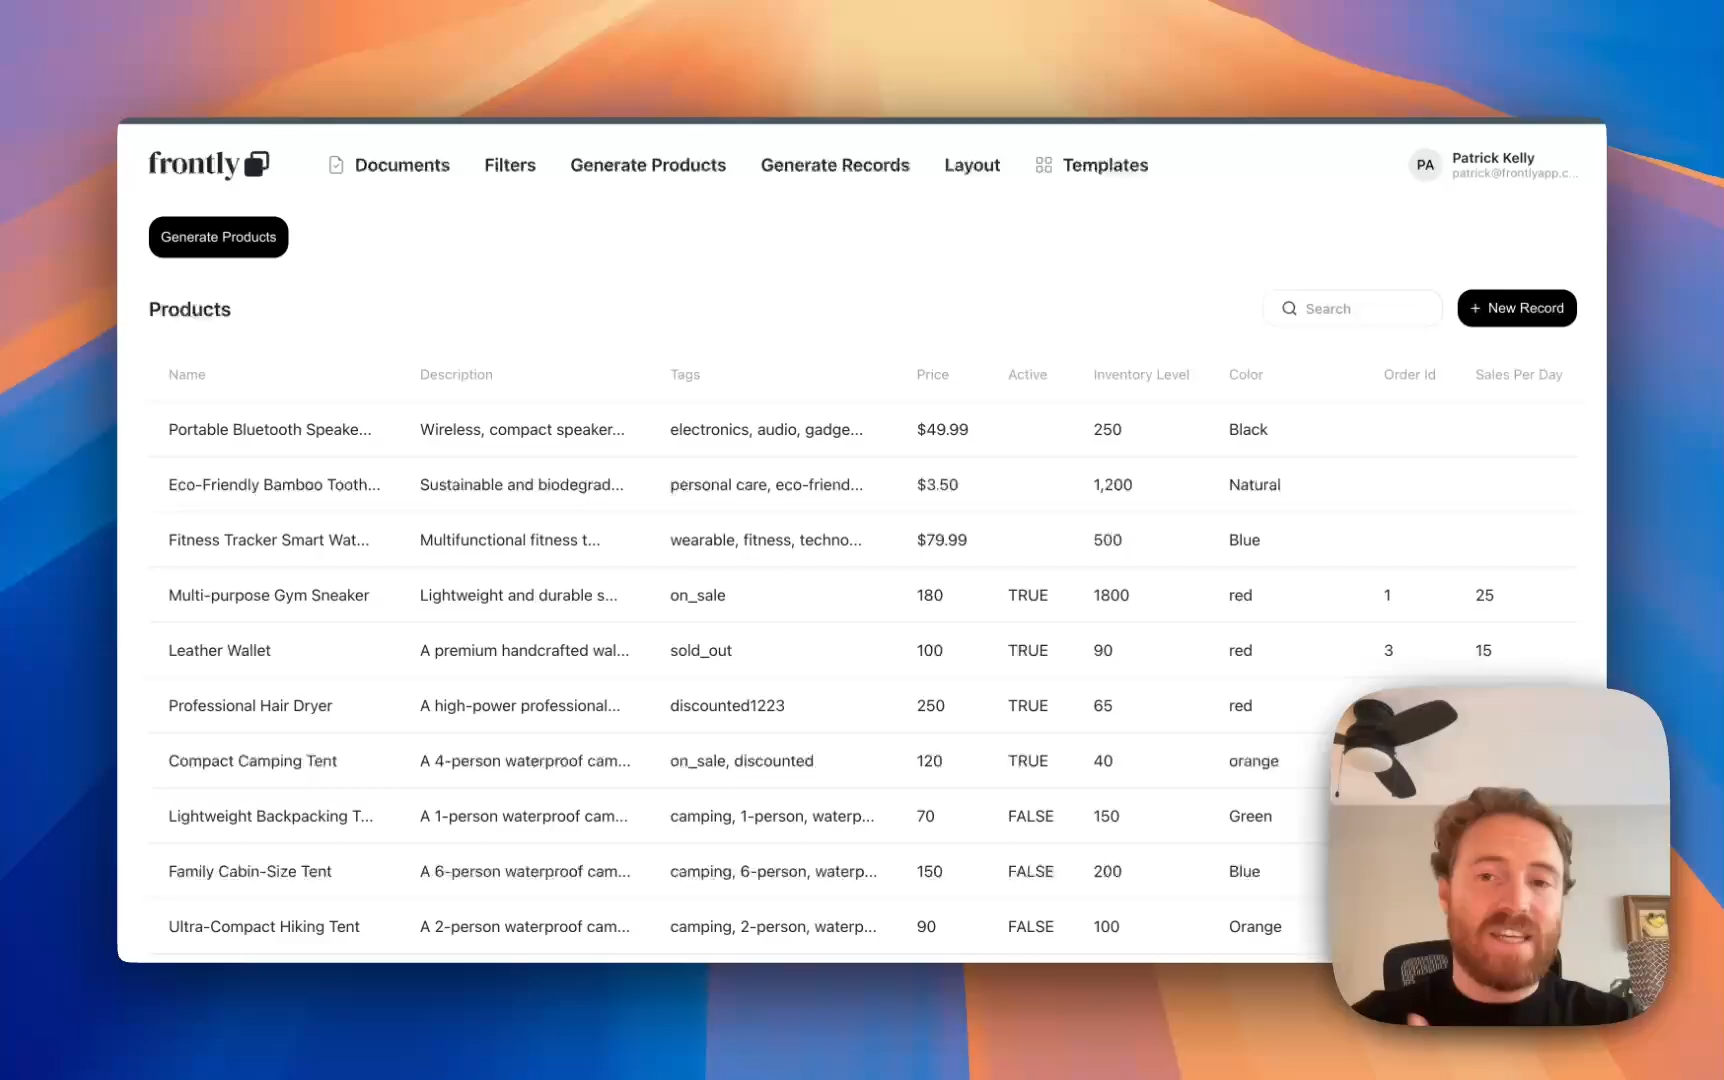 frontly Documents Filters Generate Products Generate Records Layout Templates PA Patrick Kelly
patrick@frontlyapp.c...
Generate Products
Products Search + New Record
Name Description Tags Price Active Inventory Level Color Order Id Sales Per Day
Portable Bluetooth Speake... Wireless, compact speaker... electronics, audio, gadge... $49.99 250 Black
Eco-Friendly Bamboo Tooth... Sustainable and biodegrad... personal care, eco-friend... $3.50 1,200 Natural
Fitness Tracker Smart Wat... Multifunctional fitness t... wearable, fitness, techno... $79.99 500 Blue
Multi-purpose Gym Sneaker Lightweight and durable s... on_sale 180 TRUE 1800 red 1 25
Leather Wallet A premium handcrafted wal... sold_out 100 TRUE 90 red 3 15
Professional Hair Dryer A high-power professional... discounted1223 250 TRUE 65 red
Compact Camping Tent A 4-person waterproof cam... on_sale, discounted 120 TRUE 40 orange
Lightweight Backpacking T... A 1-person waterproof cam... camping, 1-person, waterp... 70 FALSE 150 Green
Family Cabin-Size Tent A 6-person waterproof cam... camping, 6-person, waterp... 150 FALSE 200 Blue
Ultra-Compact Hiking Tent A 2-person waterproof cam... camping, 2-person, waterp... 90 FALSE 100 Orange